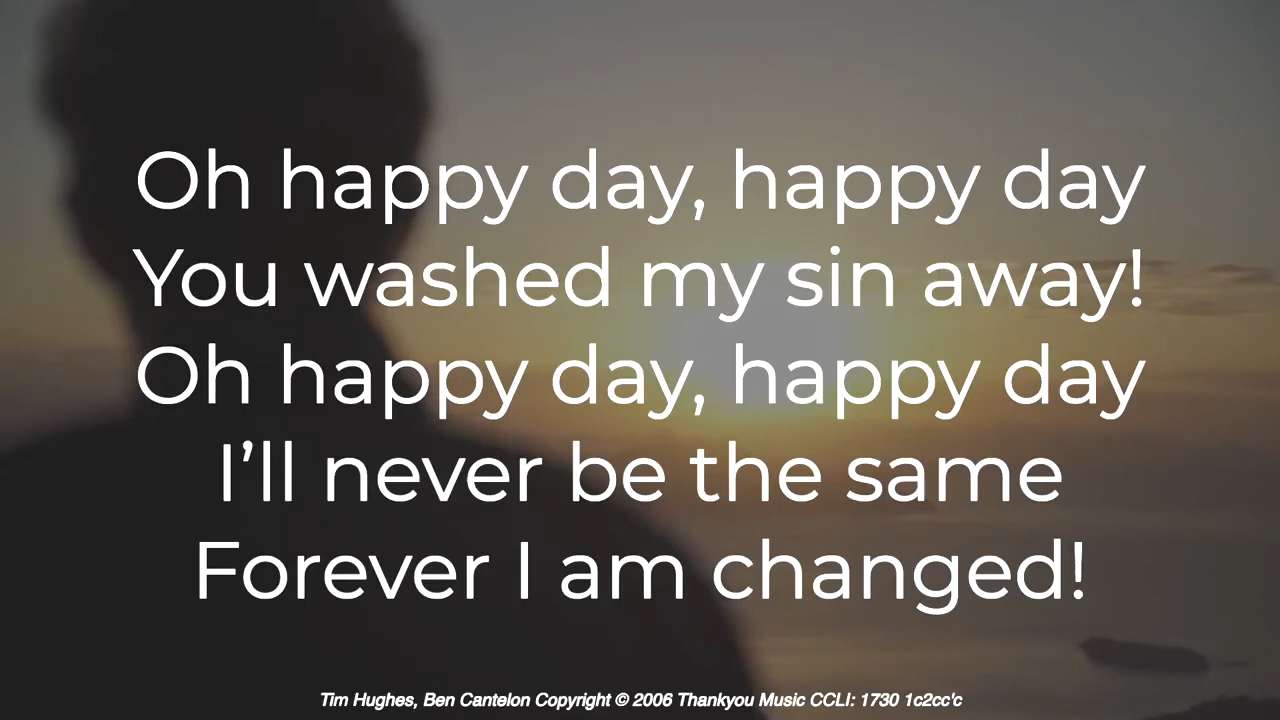 Oh happy day, happy day
You washed my sin away!
Oh happy day, happy day
I’ll never be the same
Forever I am changed!
Tim Hughes, Ben Cantelon Copyright © 2006 Thankyou Music CCLI: 1730 1c2cc'c